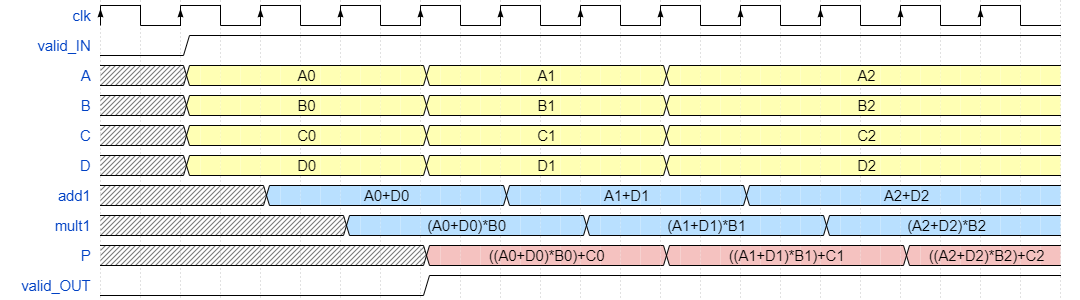 clk
valid_IN
A A0 A1 A2
B B0 B1 B2
C C0 C1 C2
D D0 D1 D2
add1 A0+D0 A1+D1 A2+D2
mult1 (A0+D0)*B0 (A1+D1)*B1 (A2+D2)*B2
P ((A0+D0)*B0)+C0 ((A1+D1)*B1)+C1 ((A2+D2)*B2)+C2
valid_OUT